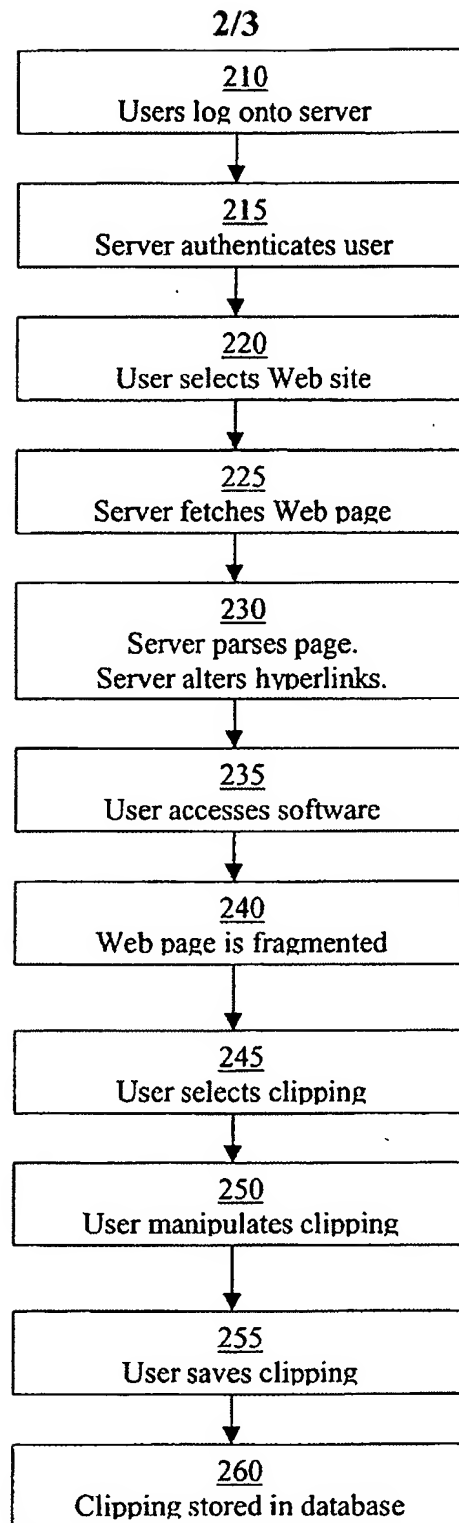 2/3
210
Users log onto server
215
Server authenticates user
220
User selects Web site
225
Server fetches Web page
230
Server parses page.
Server alters hyperlinks.
235
User accesses software
240
Web page is fragmented
245
User selects clipping
250
User manipulates clipping
255
User saves clipping
260
Clipping stored in database